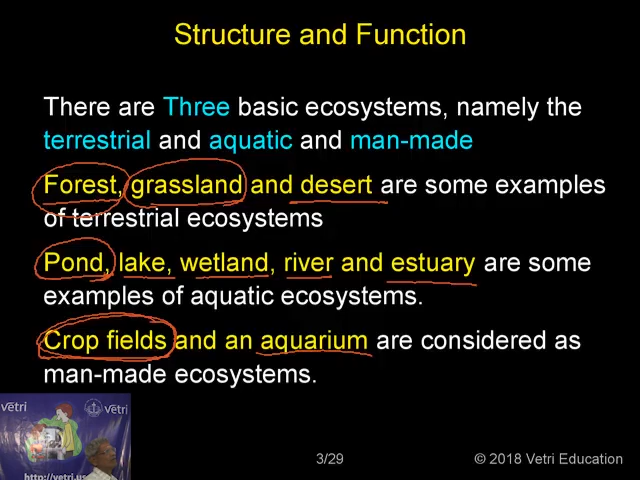 Structure and Function
There are Three basic ecosystems, namely the
terrestrial and aquatic and man-made
Forest, grassland and desert are some examples
of terrestrial ecosystems
Pond, lake, wetland, river and estuary are some
examples of aquatic ecosystems.
Crop fields and an aquarium are considered as
man-made ecosystems.
vetri
vetri
http://vetri.us
3/29
© 2018 Vetri Education